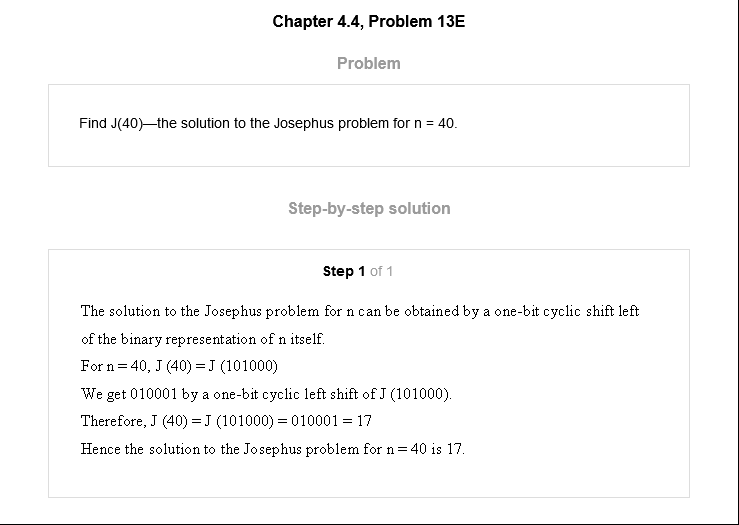 Chapter 4.4, Problem 13E
Problem
Find J(40)—the solution to the Josephus problem for n = 40.
Step-by-step solution
Step 1 of 1
The solution to the Josephus problem for n can be obtained by a one-bit cyclic shift left
of the binary representation of n itself.
For n = 40, J (40) = J (101000)
We get 010001 by a one-bit cyclic left shift of J (101000).
Therefore, J (40) = J (101000) = 010001 = 17
Hence the solution to the Josephus problem for n = 40 is 17.